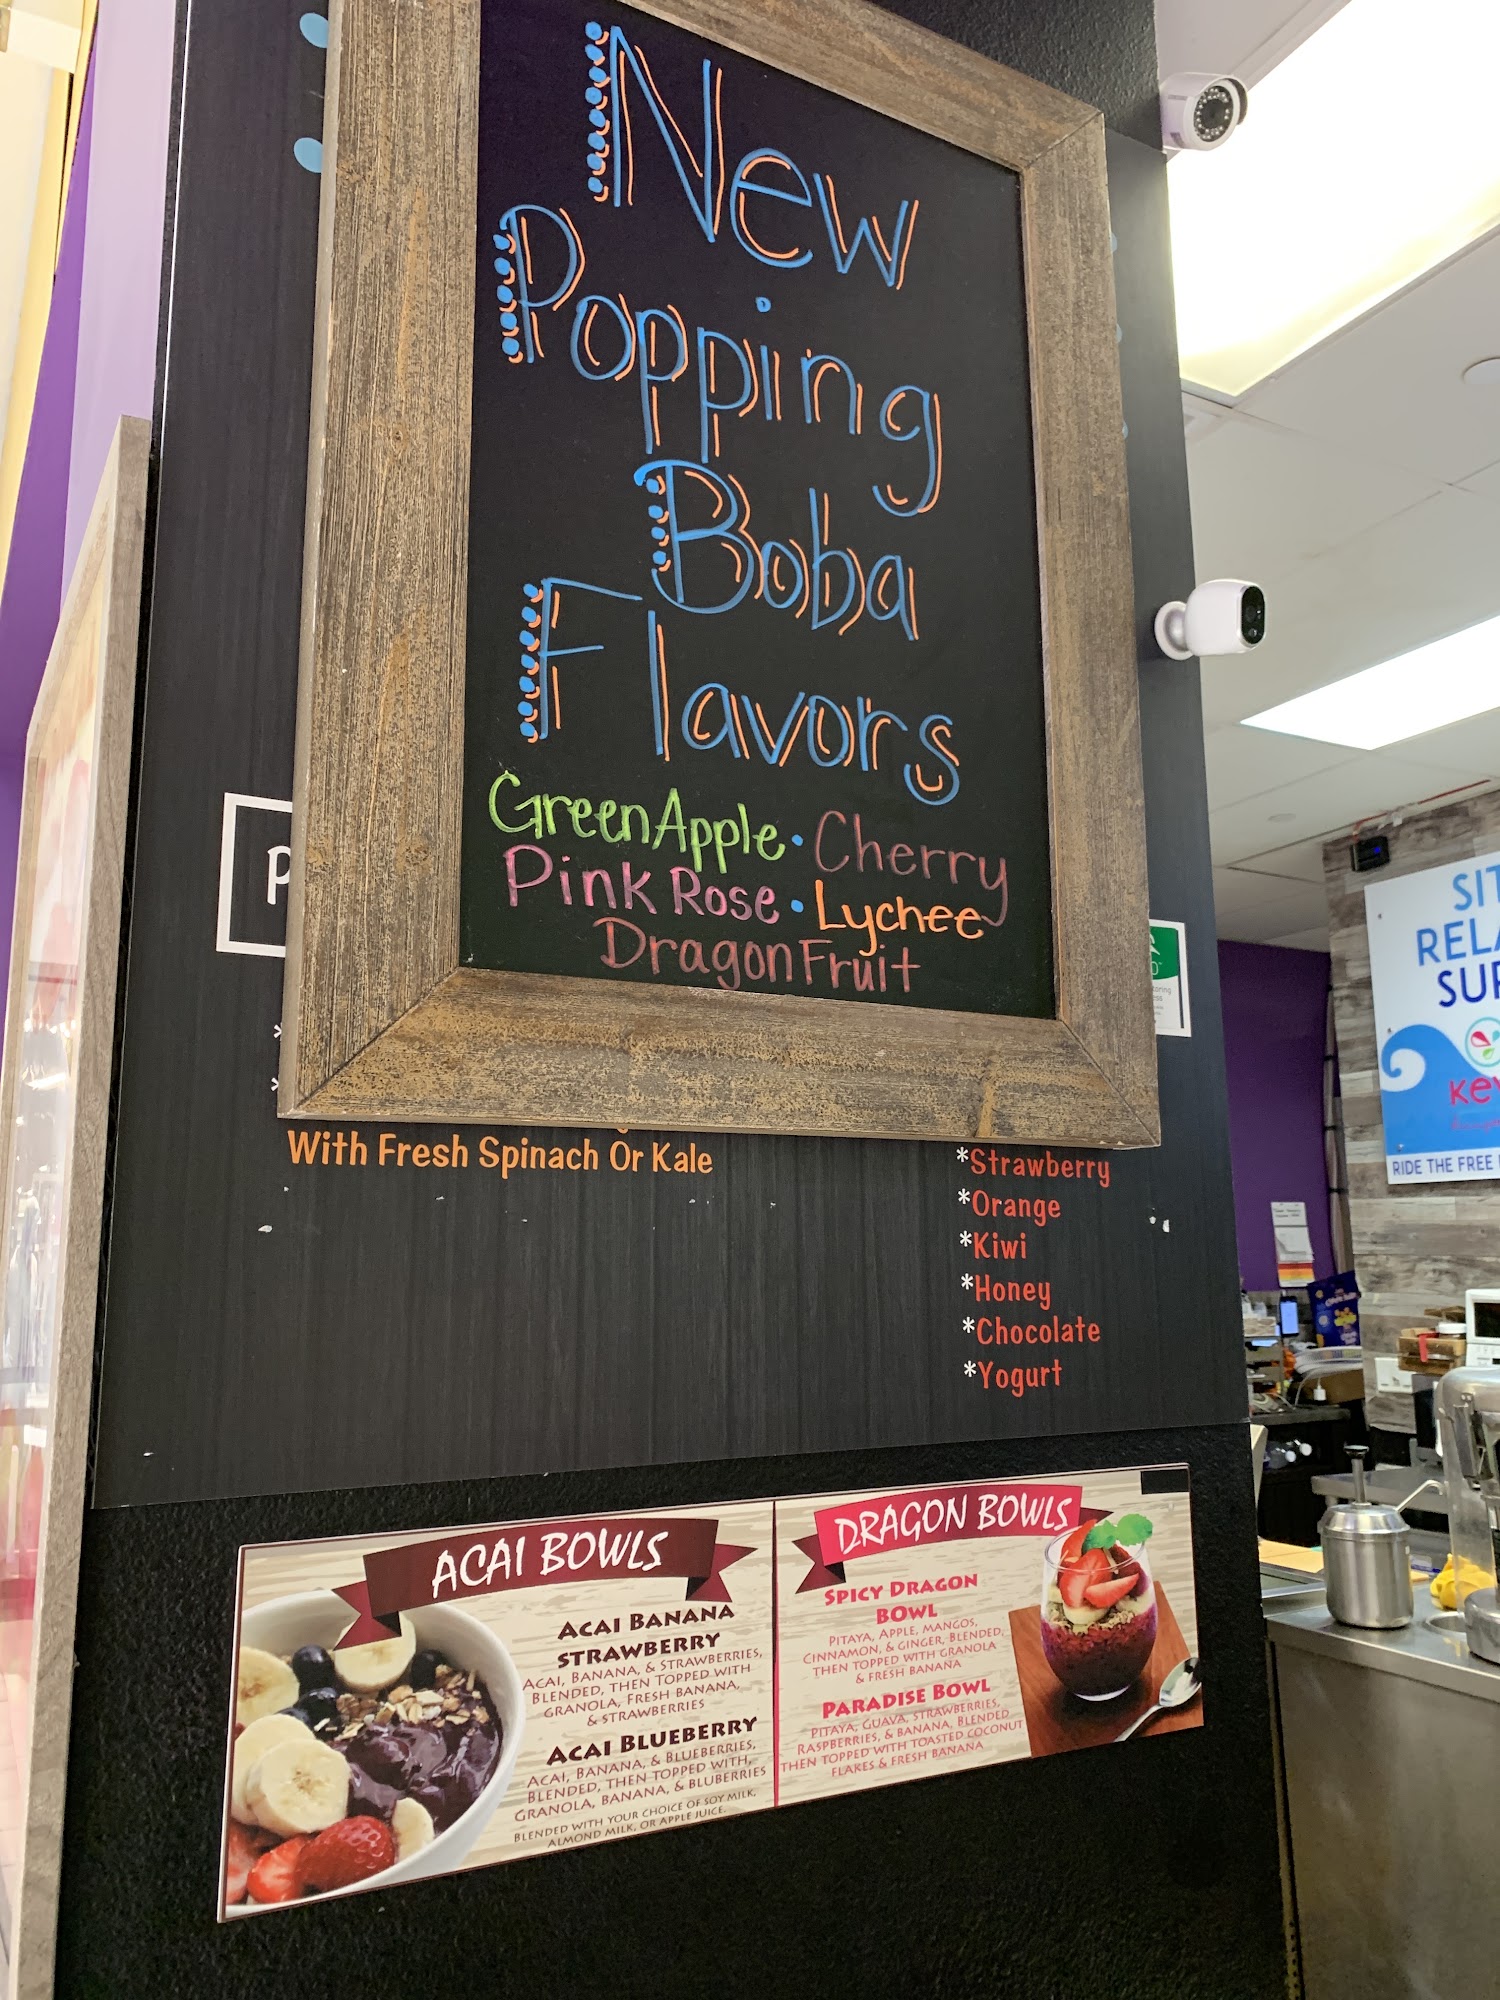 New
Popping
Boba
Flavors
Green Apple • Cherry
Pink Rose • Lychee
Dragon Fruit
With Fresh Spinach Or Kale
*Strawberry
*Orange
*Kiwi
*Honey
*Chocolate
*Yogurt
ACAI BOWLS
ACAI BANANA
STRAWBERRY
ACAI, BANANA, & STRAWBERRIES,
BLENDED, THEN TOPPED WITH
GRANOLA, FRESH BANANA,
& STRAWBERRIES
ACAI BLUEBERRY
ACAI, BANANA, & BLUEBERRIES,
BLENDED, THEN TOPPED WITH,
GRANOLA, BANANA, & BLUBERRIES
BLENDED WITH YOUR CHOICE OF SOY MILK,
ALMOND MILK, OR APPLE JUICE.
DRAGON BOWLS
SPICY DRAGON
BOWL
PITAYA, APPLE, MANGOS,
CINNAMON, & GINGER, BLENDED,
THEN TOPPED WITH GRANOLA
& FRESH BANANA
PARADISE BOWL
PITAYA, GUAVA, STRAWBERRIES,
RASPBERRIES, & BANANA, BLENDED
THEN TOPPED WITH TOASTED COCONUT
FLAKES & FRESH BANANA
SIT
RELA
SUR
KEV
RIDE THE FREE